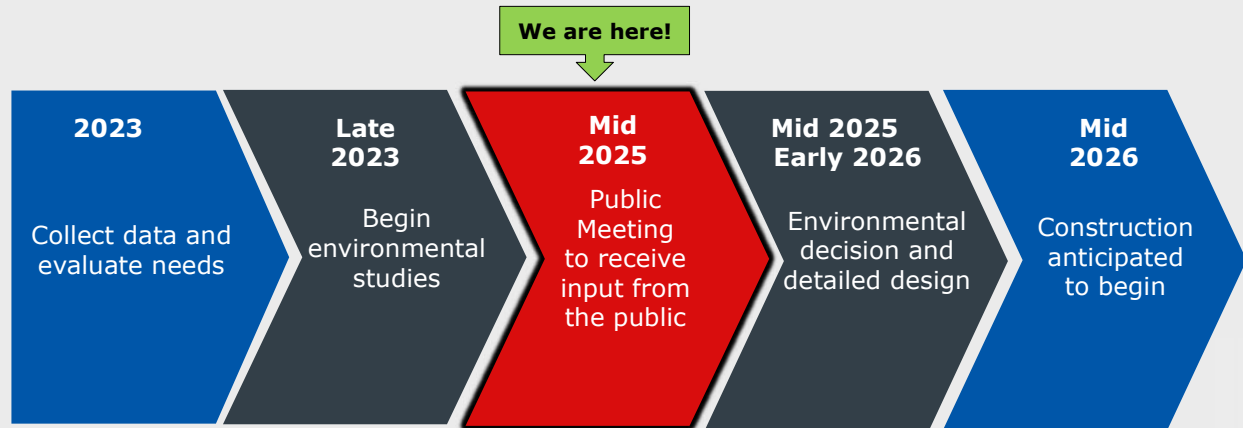 We are here!
2023
Collect data and
evaluate needs
Late
2023
Begin
environmental
studies
Mid
2025
Public
Meeting
to receive
input from
the public
Mid 2025
Early 2026
Environmental
decision and
detailed design
Mid
2026
Construction
anticipated
to begin